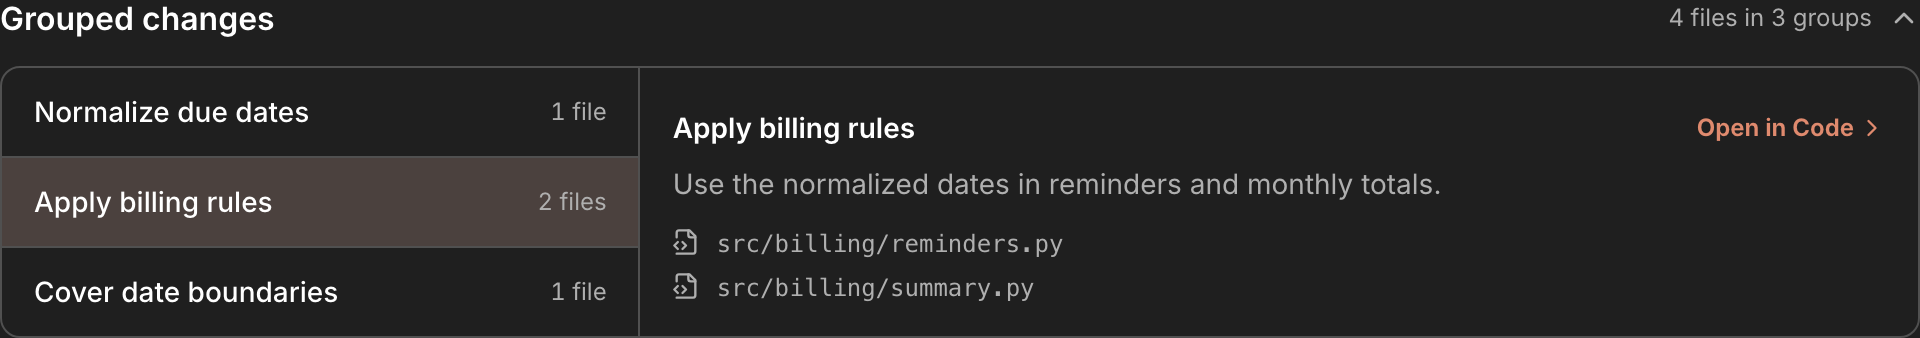 Grouped changes
4 files in 3 groups
Normalize due dates
1 file
Apply billing rules
2 files
Cover date boundaries
1 file
Apply billing rules
Open in Code
Use the normalized dates in reminders and monthly totals.
src/billing/reminders.py
src/billing/summary.py